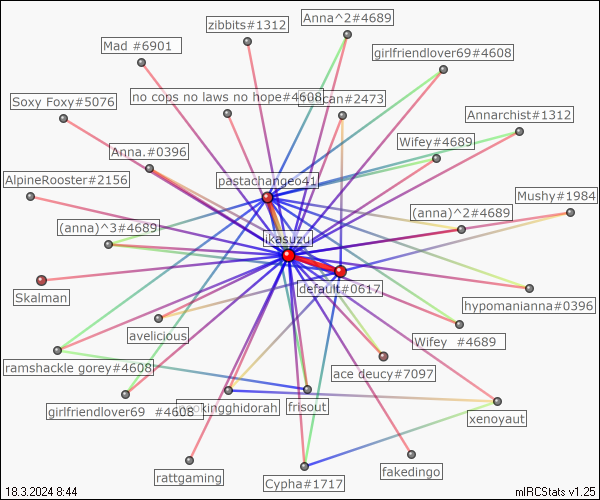 Anna^2#4689
zibbits#1312
Mad #6901
girlfriendlover69#4608
no cops no laws no hope#4608
can#2473
Soxy Foxy#5076
Annarchist#1312
Wifey#4689
Anna.#0396
pastachangeo41
AlpineRooster#2156
Mushy#1984
(anna)^2#4689
(anna)^3#4689
ikasuzu
default#0617
Skalman
hypomanianna#0396
avelicious
Wifey #4689
ramshackle gorey#4608
ace deucy#7097
girlfriendlover69 #4608
kingghidorah
frisout
xenoyaut
rattgaming
Cypha#1717
fakedingo
18.3.2024 8:44
mIRCStats v1.25